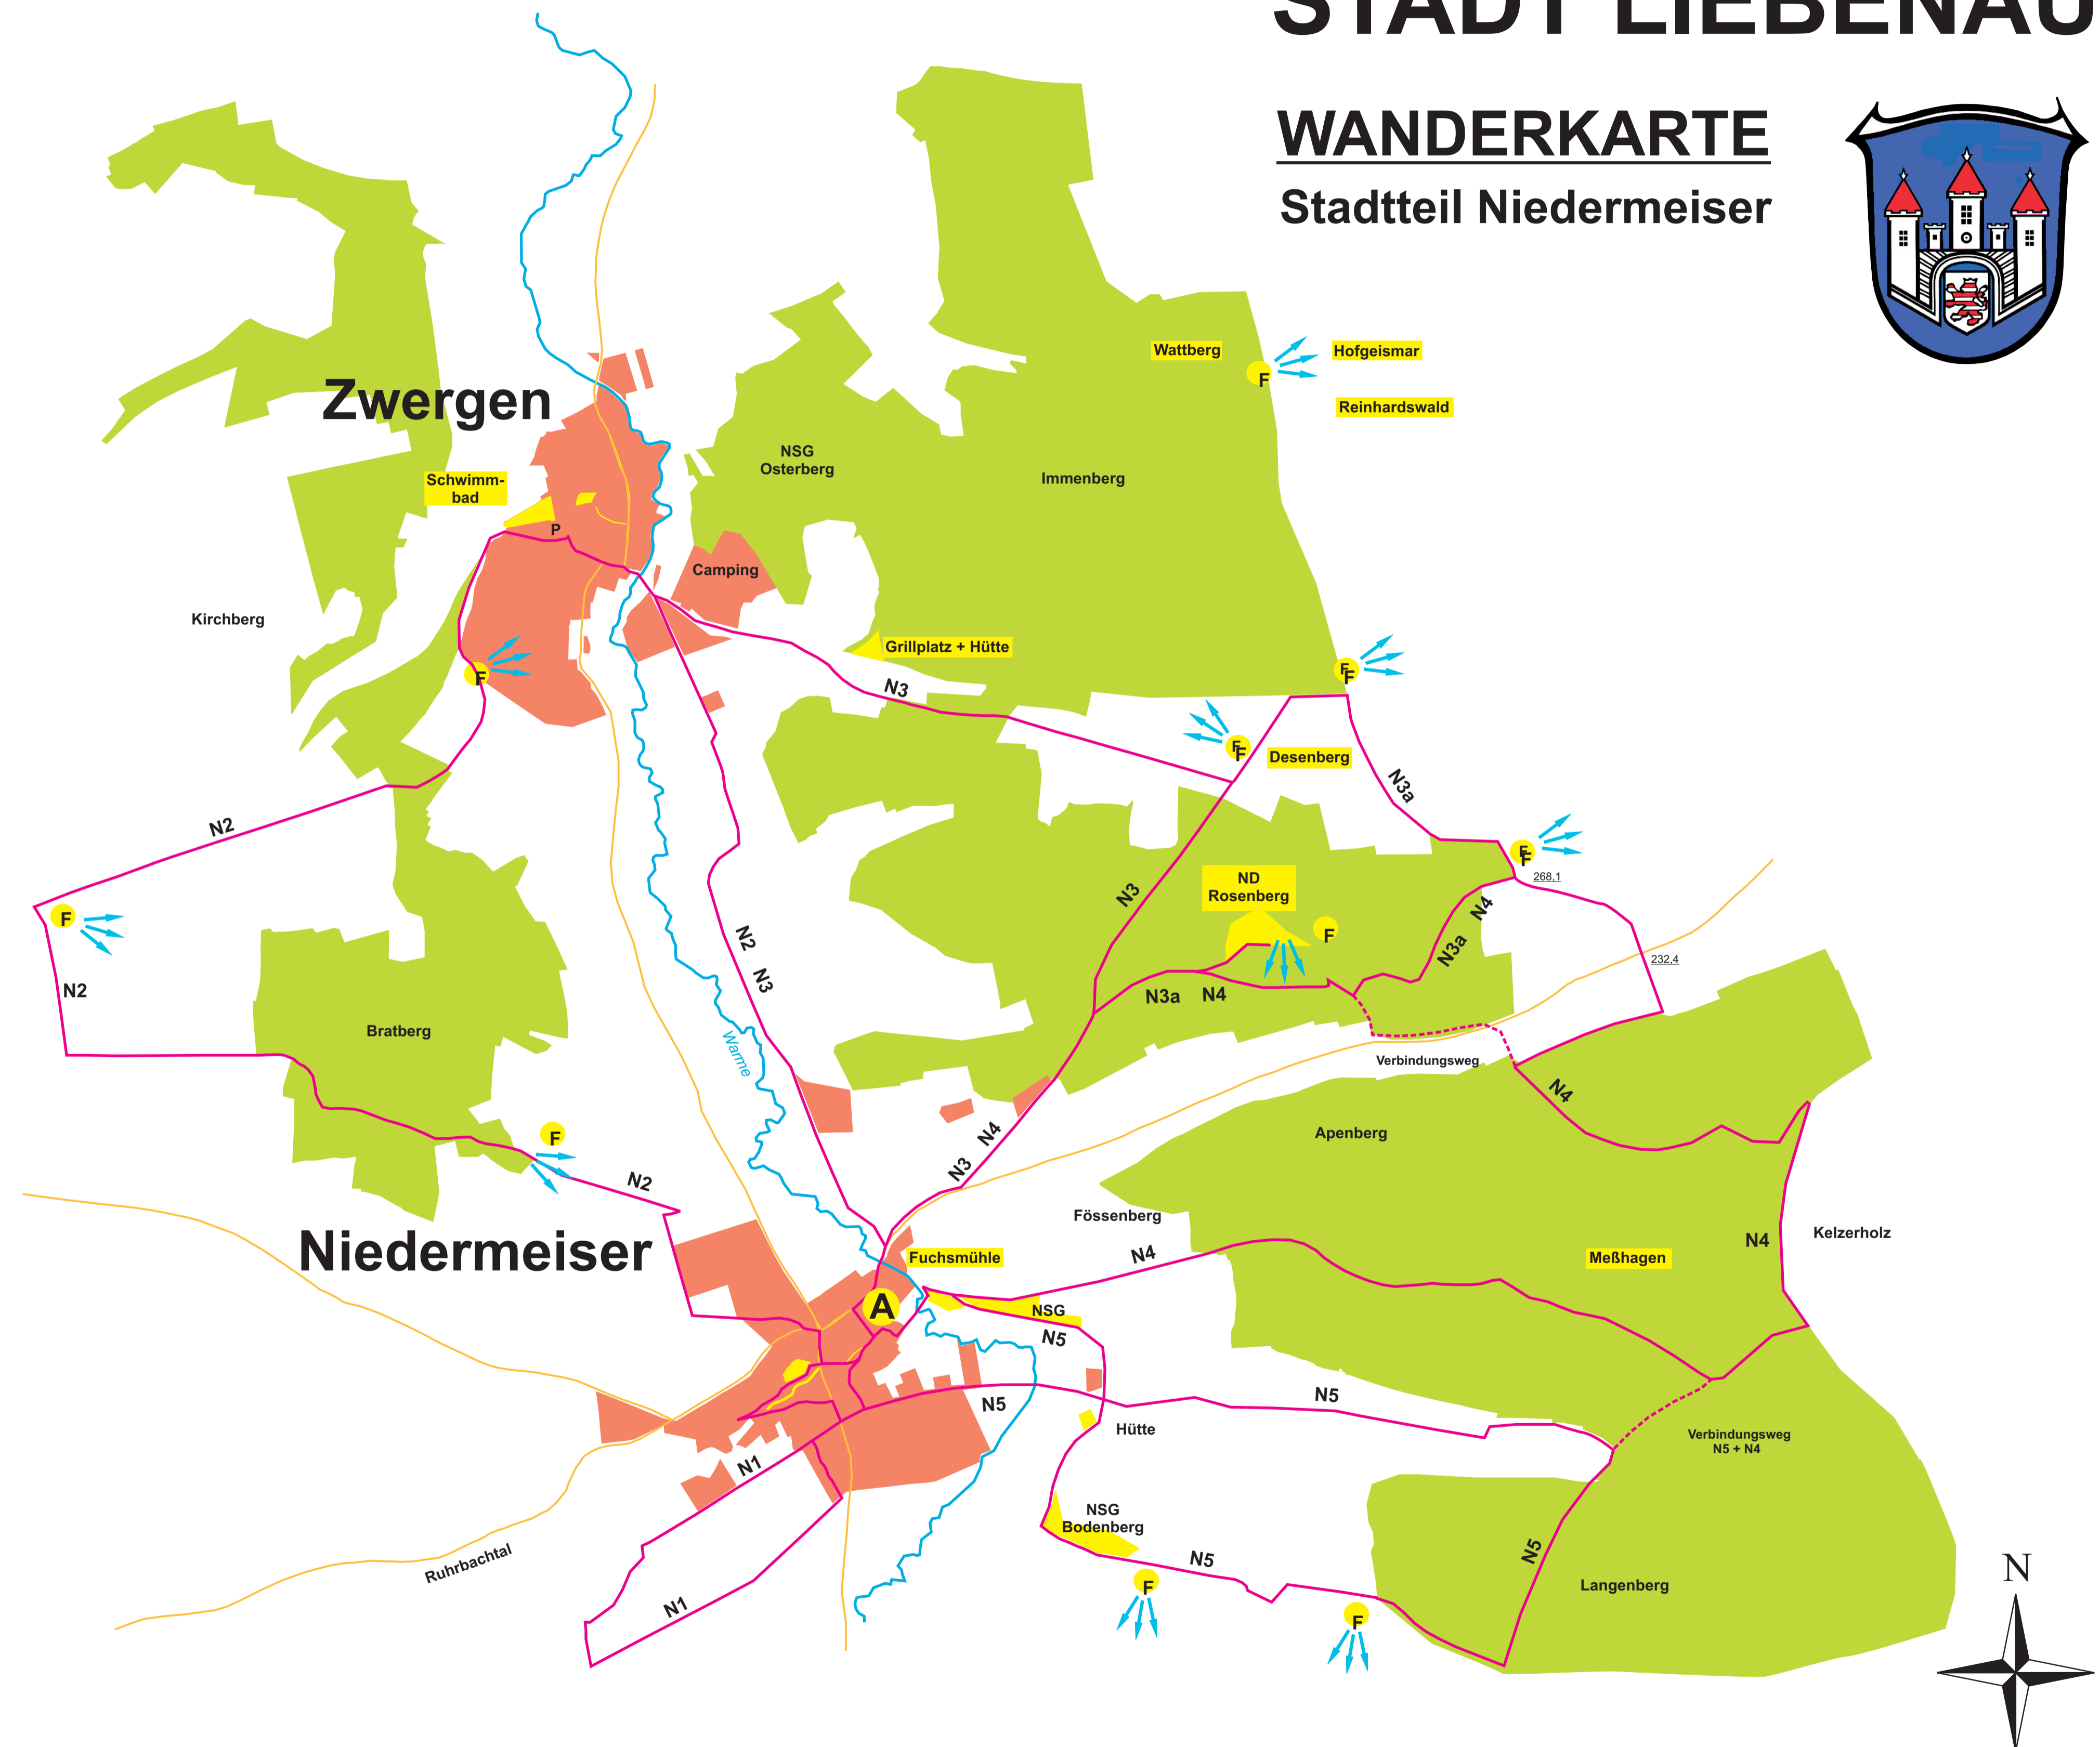 STADT LIEBENAU
WANDERKARTE
Stadtteil Niedermeiser
Wattberg
F
Hofgeismar
Reinhardswald
Zwergen
NSG
Osterberg
Immenberg
Schwimm-
bad
P
Camping
Kirchberg
Grillplatz + Hütte
F
F
F
N3
F
F
Desenberg
N3a
N2
F
F
268,1
ND
Rosenberg
N3
F
N4
N3a
F
N2
N3
232,4
N2
N3a
N4
Bratberg
Warme
Verbindungsweg
N4
F
Apenberg
N4
N3
N2
Fössenberg
Niedermeiser
Fuchsmühle
N4
Meßhagen
N4
Kelzerholz
A
NSG
N5
N5
N5
Hütte
Verbindungsweg
N5 + N4
N1
NSG
Bodenberg
N5
N5
Ruhrbachtal
F
Langenberg
N1
F
N